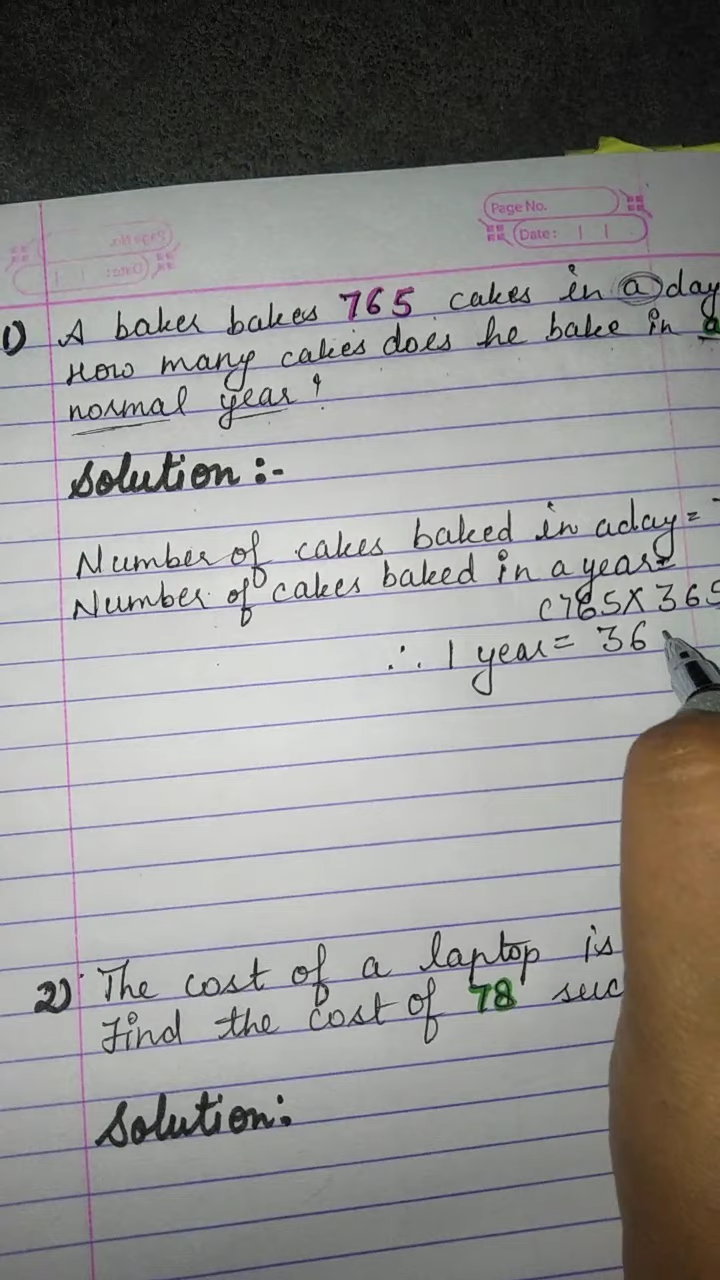 Page No.
Date:
1) A baker bakes 765 cakes in a day
How many cakes does he bake in a
normal year?
Solution :-
Number of cakes baked in a day =
Number of cakes baked in a year =
(765 X 365
∴ 1 year = 36
2) The cost of a laptop is
Find the cost of 78 suc
Solution: